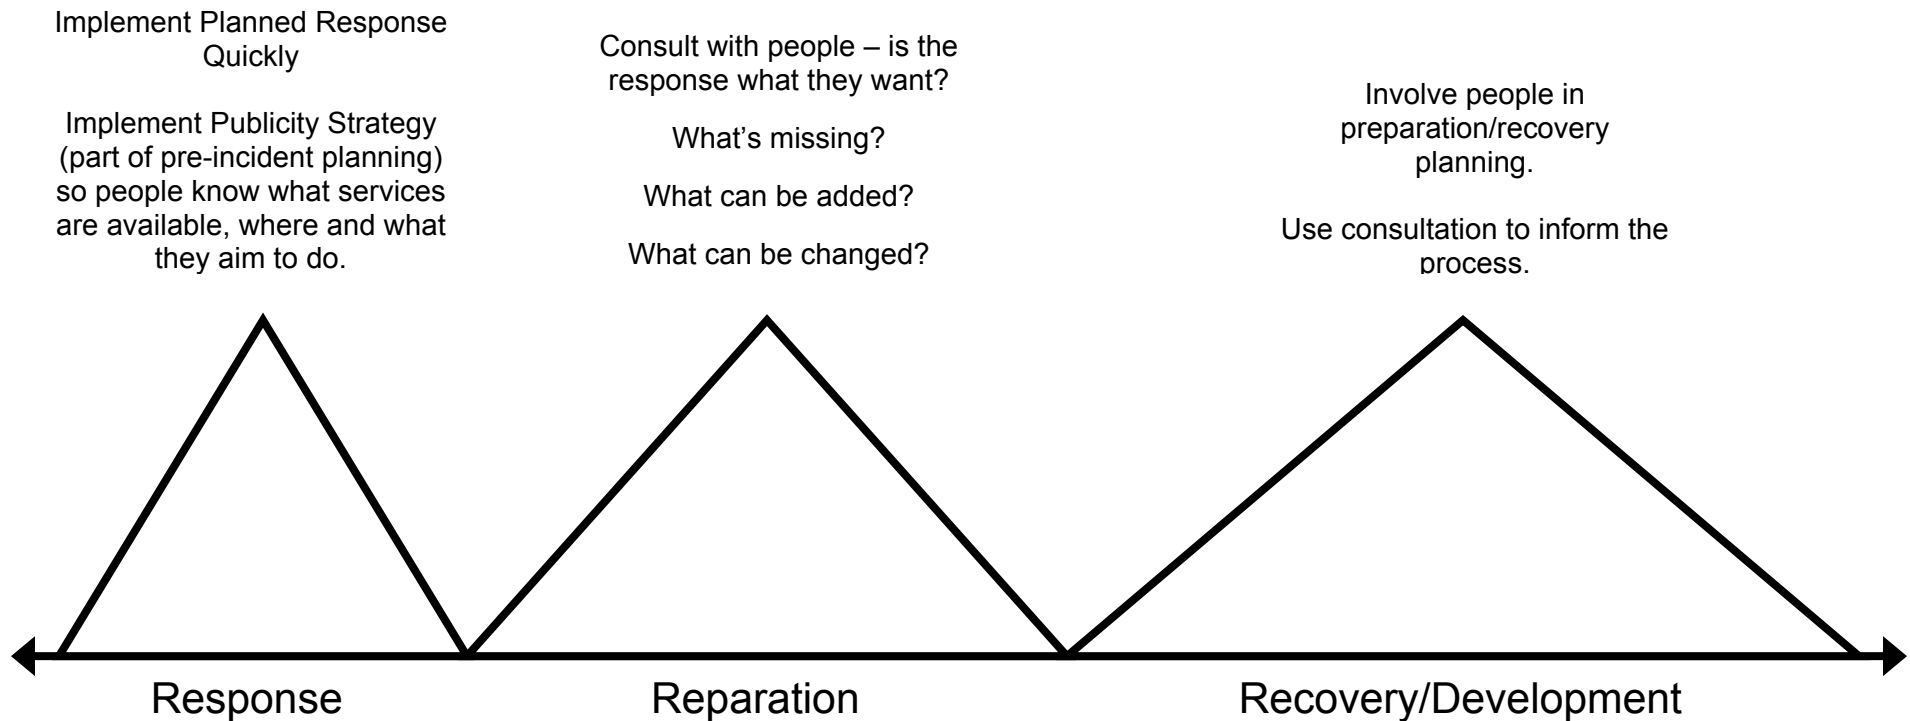 Implement Planned Response
Quickly
Implement Publicity Strategy
(part of pre-incident planning)
so people know what services
are available, where and what
they aim to do.
Consult with people – is the
response what they want?
What’s missing?
What can be added?
What can be changed?
Involve people in
preparation/recovery
planning.
Use consultation to inform the
process.
Response
Reparation
Recovery/Development